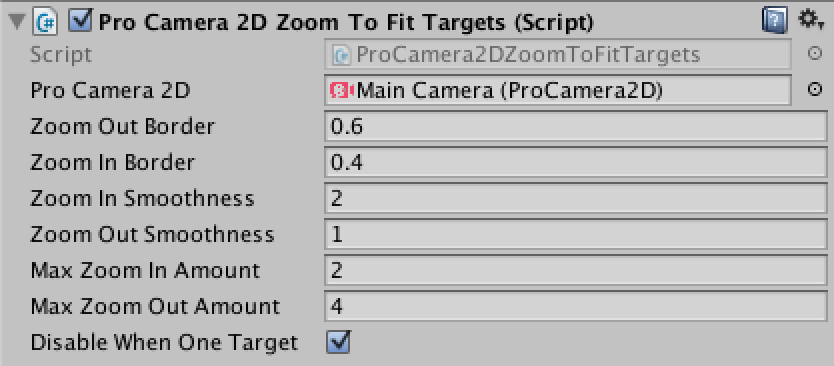 Pro Camera 2D Zoom To Fit Targets (Script)
Script ProCamera2DZoomToFitTargets
Pro Camera 2D Main Camera (ProCamera2D)
Zoom Out Border 0.6
Zoom In Border 0.4
Zoom In Smoothness 2
Zoom Out Smoothness 1
Max Zoom In Amount 2
Max Zoom Out Amount 4
Disable When One Target